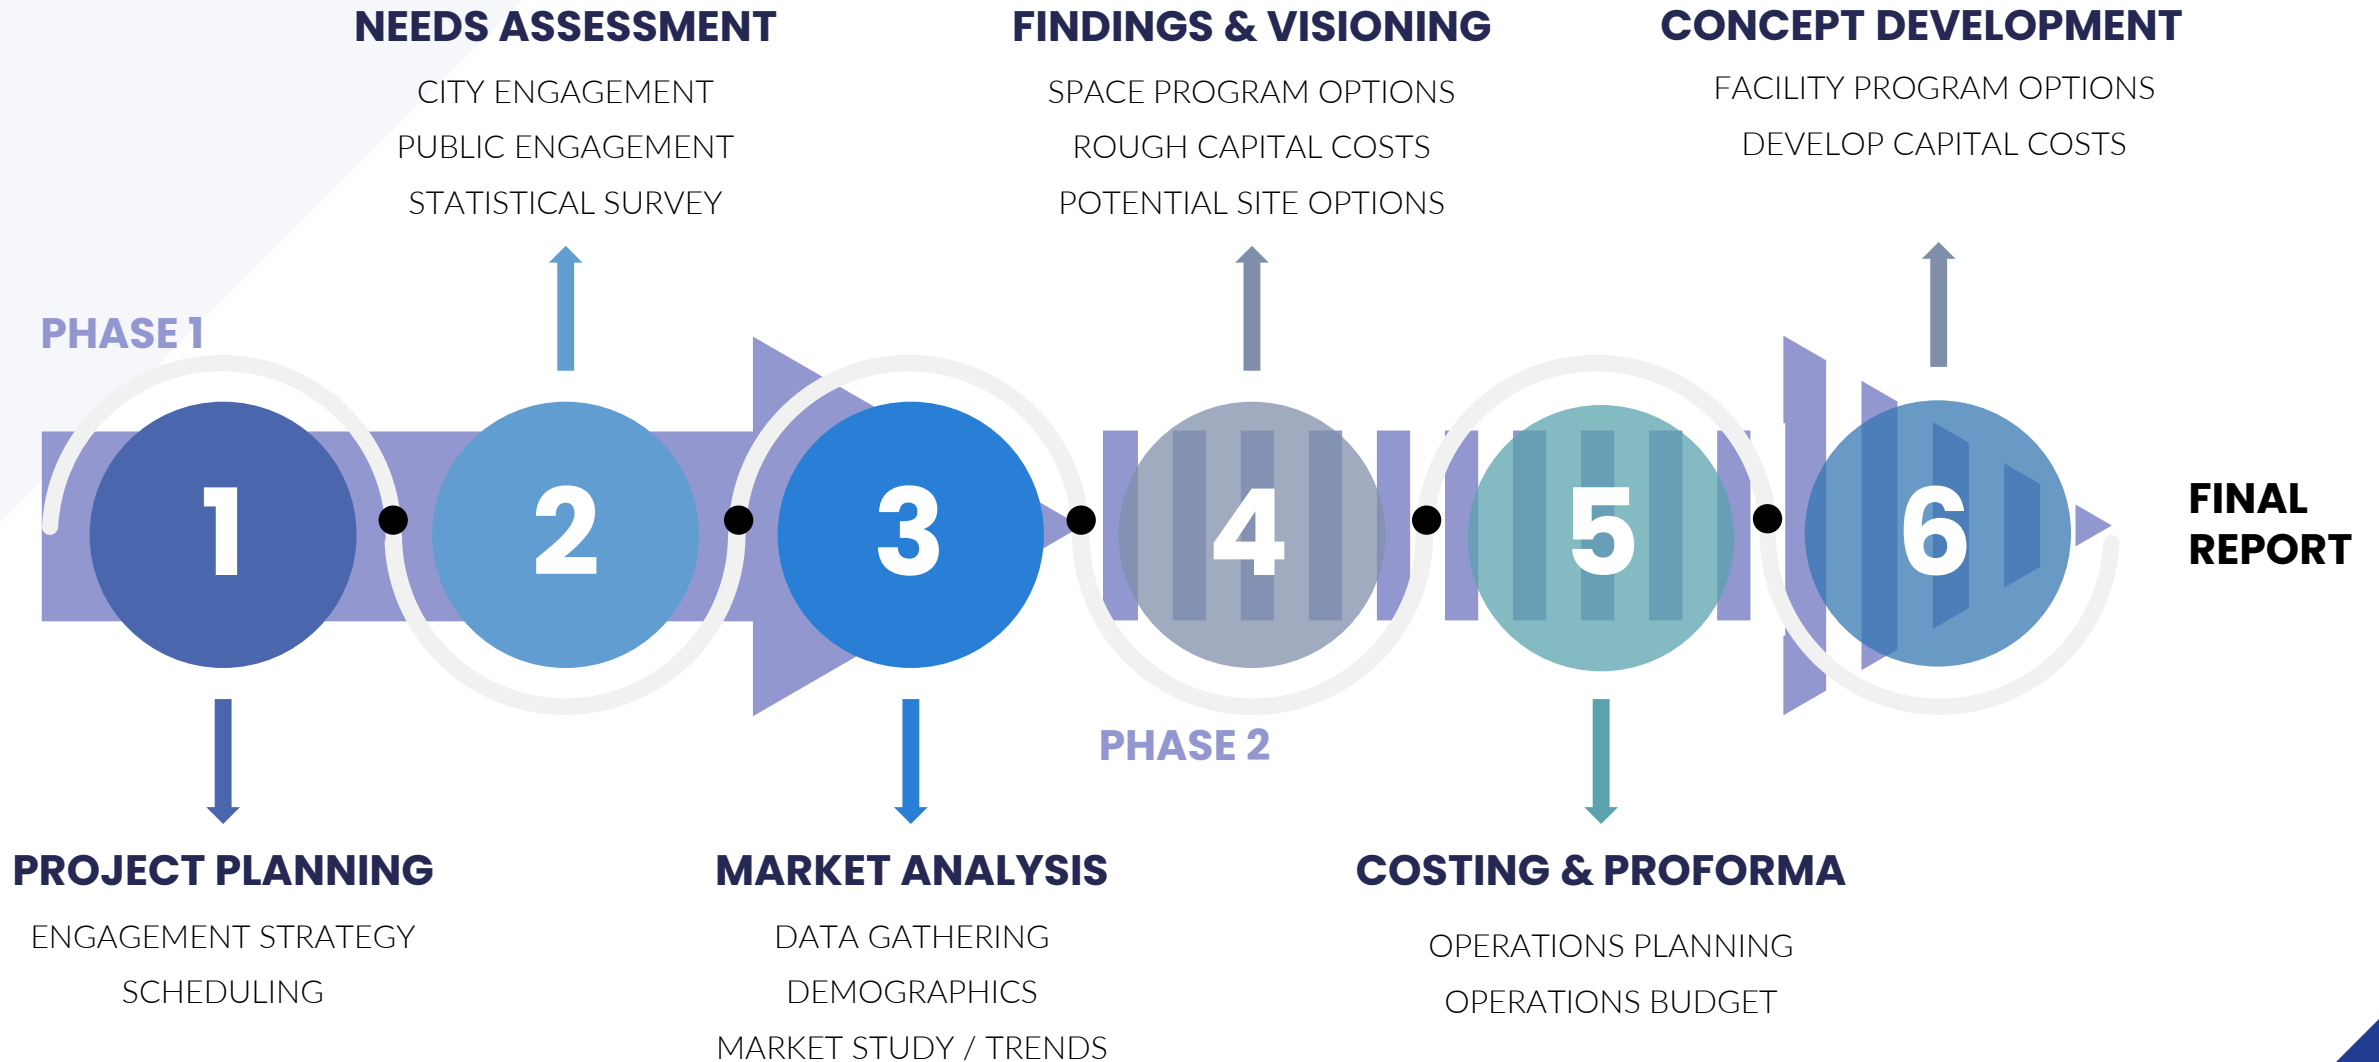 NEEDS ASSESSMENT
CITY ENGAGEMENT
PUBLIC ENGAGEMENT
STATISTICAL SURVEY
FINDINGS & VISIONING
SPACE PROGRAM OPTIONS
ROUGH CAPITAL COSTS
POTENTIAL SITE OPTIONS
CONCEPT DEVELOPMENT
FACILITY PROGRAM OPTIONS
DEVELOP CAPITAL COSTS
PHASE 1
1
2
3
4
5
6
FINAL
REPORT
PHASE 2
PROJECT PLANNING
ENGAGEMENT STRATEGY
SCHEDULING
MARKET ANALYSIS
DATA GATHERING
DEMOGRAPHICS
MARKET STUDY / TRENDS
COSTING & PROFORMA
OPERATIONS PLANNING
OPERATIONS BUDGET